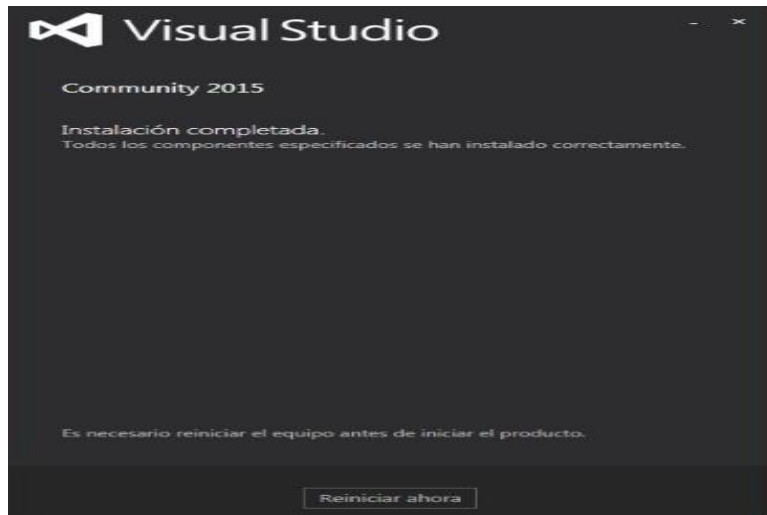 Visual Studio
Community 2015
Instalación completada.
Todos los componentes especificados se han instalado correctamente.
Es necesario reiniciar el equipo antes de iniciar el producto.
Reiniciar ahora